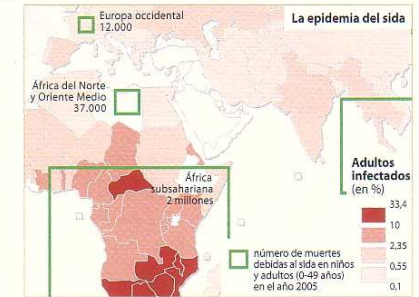 Europa occidental
12.000
La epidemia del sida
África del Norte
y Oriente Medio
37.000
África
subsahariana
2 millones
Adultos
infectados
(en %)
33,4
10
2,35
0,55
0,1
número de muertes
debidas al sida en niños
y adultos (0-49 años)
en el año 2005